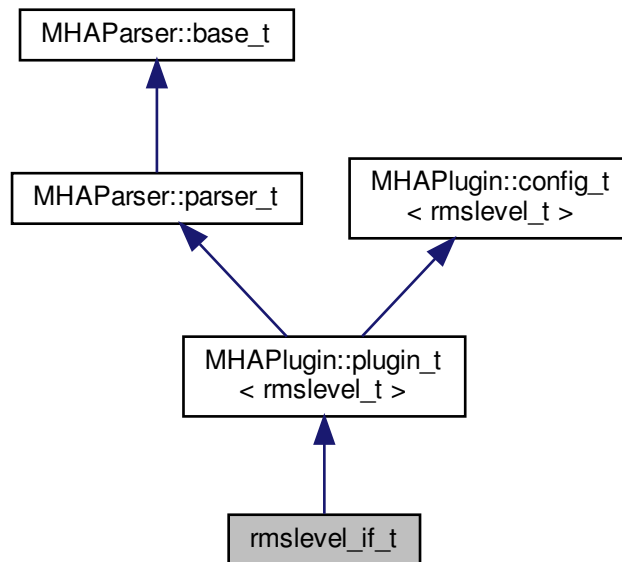 MHAParser::base_t
MHAParser::parser_t
MHAPlugin::config_t
< rmslevel_t >
MHAPlugin::plugin_t
< rmslevel_t >
rmslevel_if_t